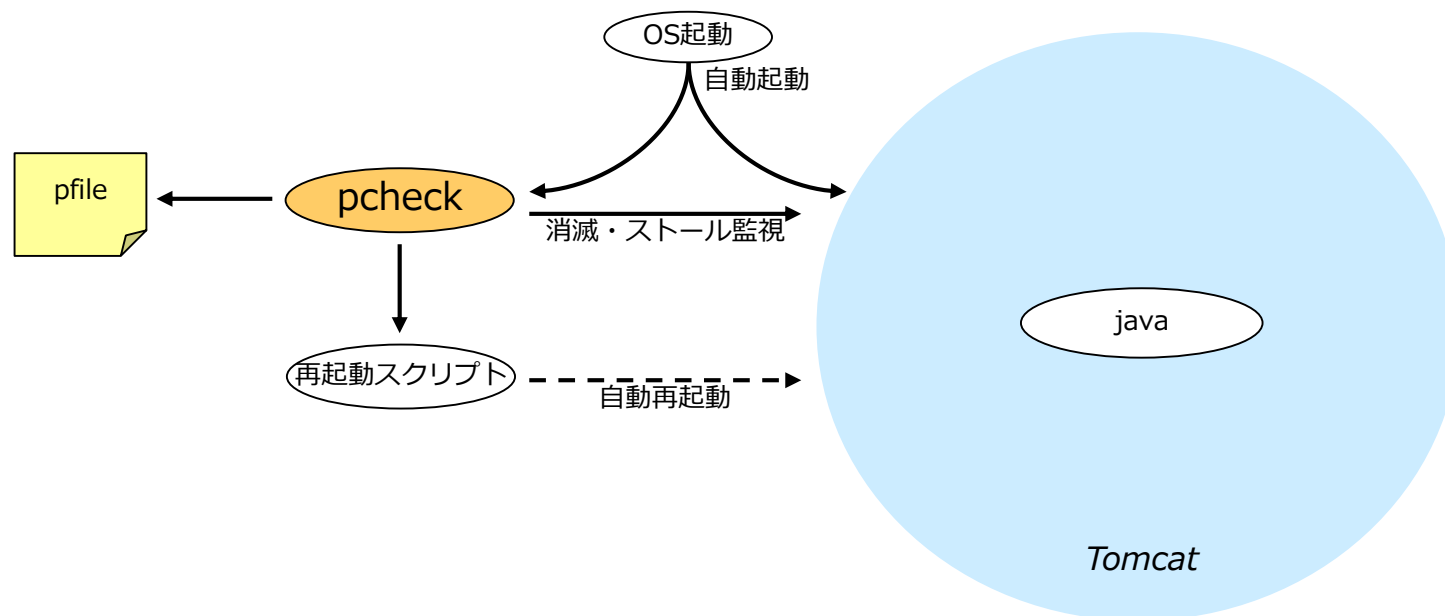 OS起動
自動起動
pfile
pcheck
消滅・ストール監視
java
再起動スクリプト
自動再起動
Tomcat